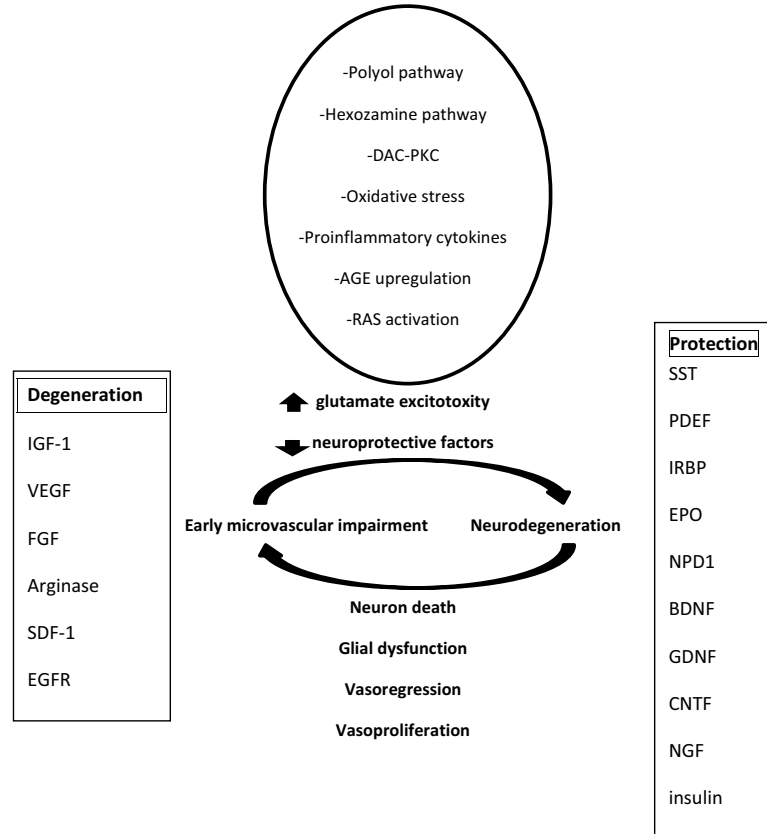 -Polyol pathway
-Hexozamine pathway
-DAC-PKC
-Oxidative stress
-Proinflammatory cytokines
-AGE upregulation
-RAS activation
glutamate excitotoxity
neuroprotective factors
Early microvascular impairment
Neurodegeneration
Neuron death
Glial dysfunction
Vasoregression
Vasoproliferation
Degeneration
IGF-1
VEGF
FGF
Arginase
SDF-1
EGFR
Protection
SST
PDEF
IRBP
EPO
NPD1
BDNF
GDNF
CNTF
NGF
insulin